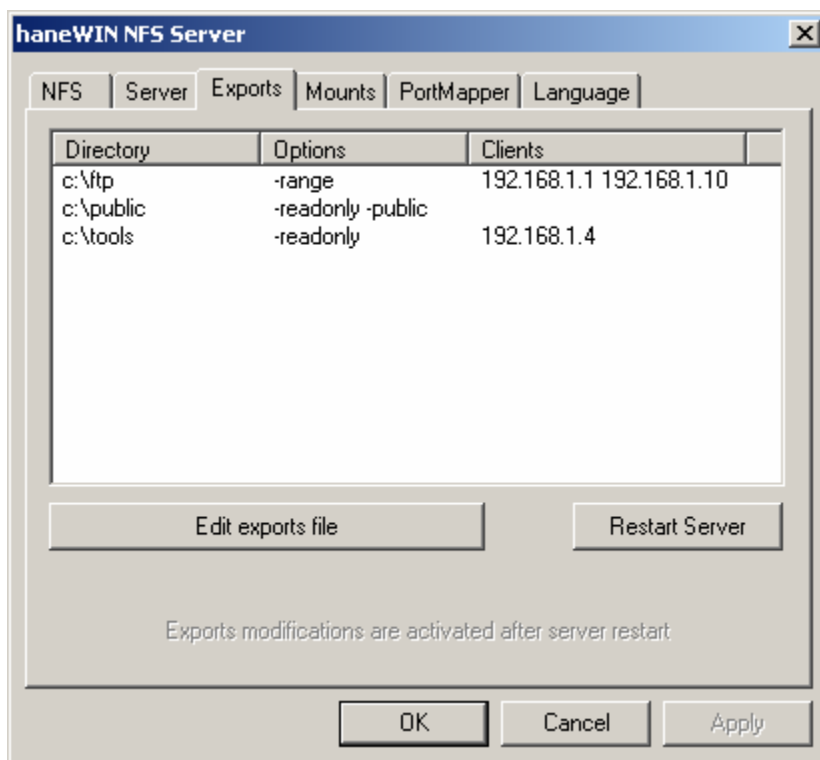 haneWIN NFS Server
NFS Server Exports Mounts PortMapper Language
Directory Options Clients
c:\ftp -range 192.168.1.1 192.168.1.10
c:\public -readonly -public
c:\tools -readonly 192.168.1.4
Edit exports file Restart Server
Exports modifications are activated after server restart
OK Cancel Apply